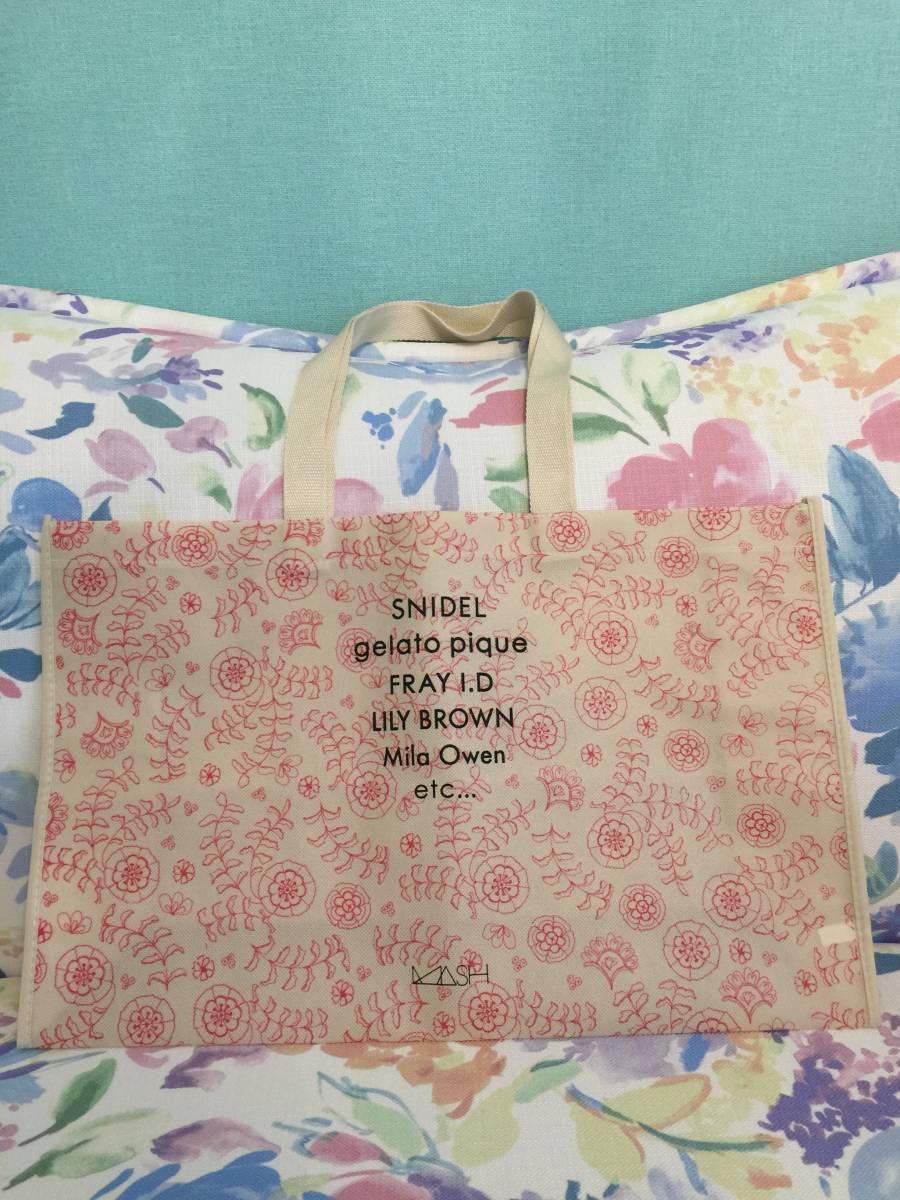 SNIDEL
gelato pique
FRAY I.D
LILY BROWN
Mila Owen
etc...
MASH